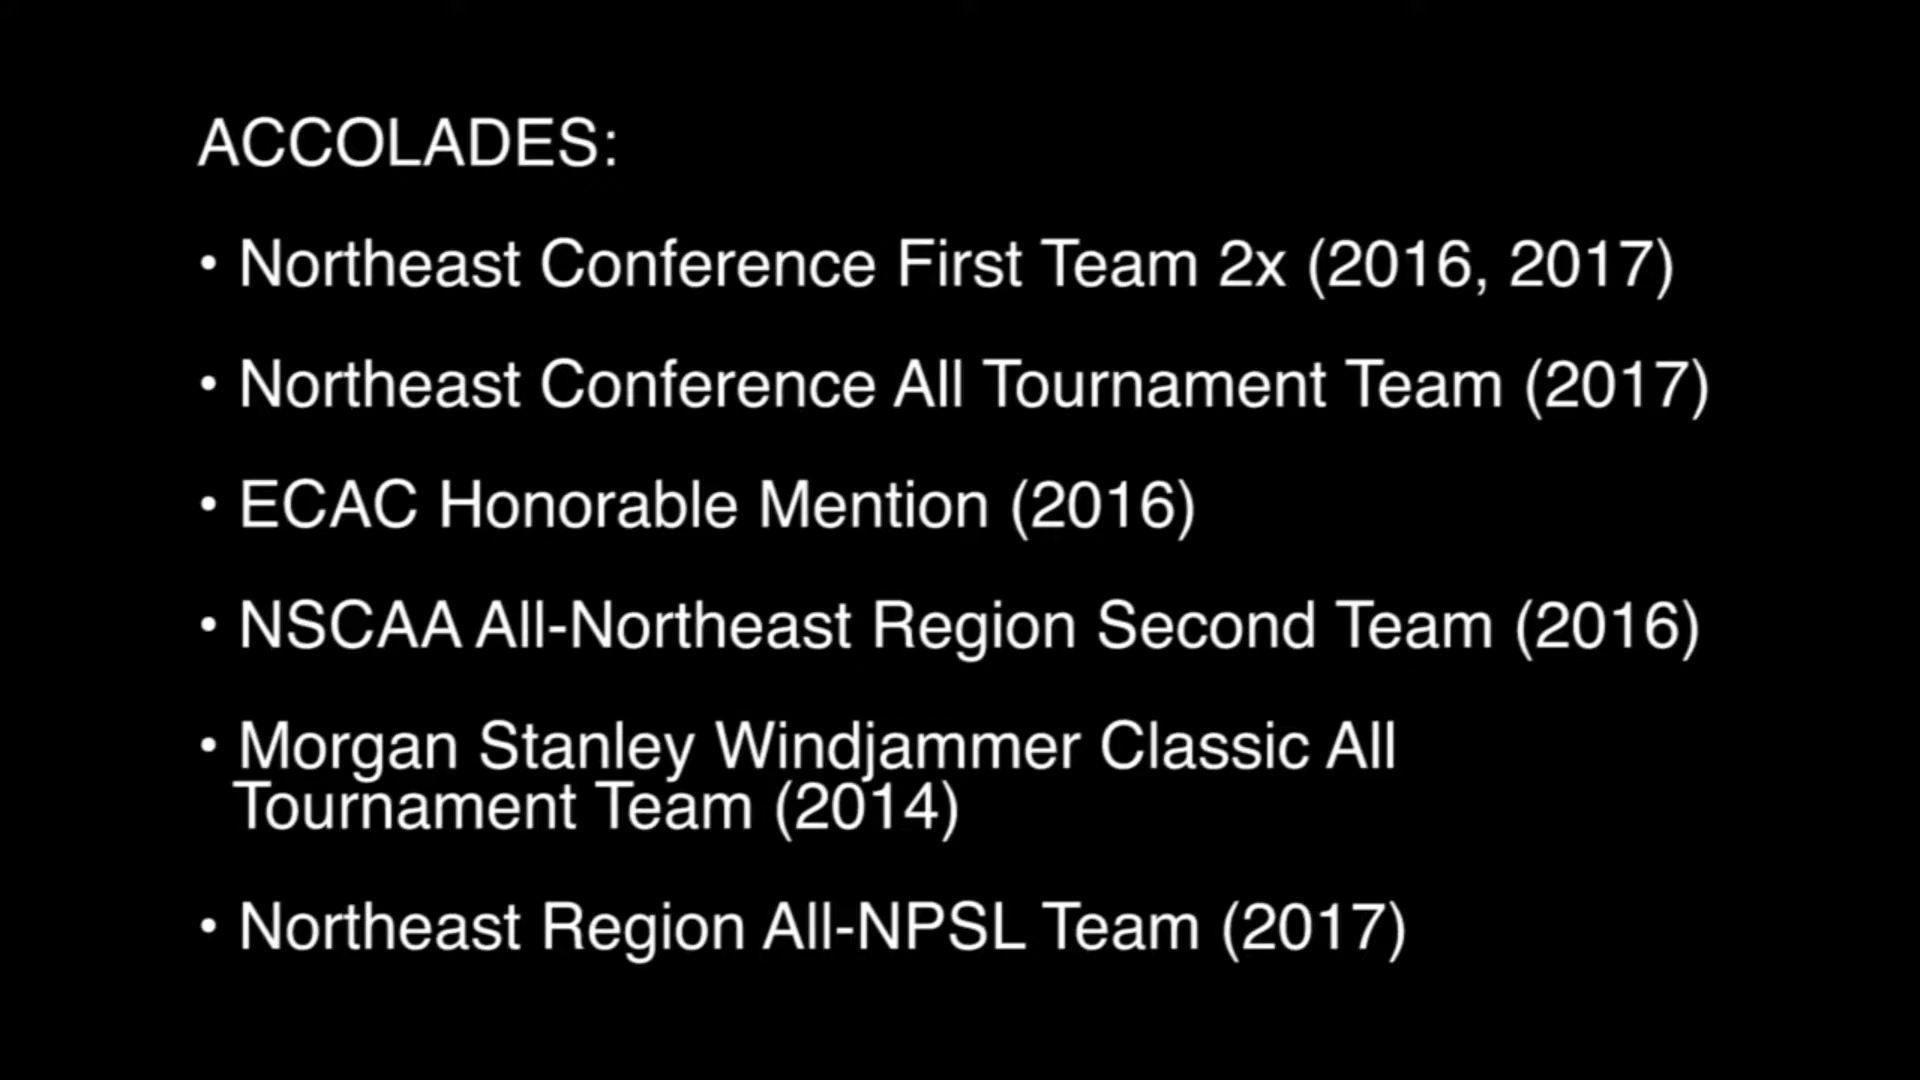 ACCOLADES:
• Northeast Conference First Team 2x (2016, 2017)
• Northeast Conference All Tournament Team (2017)
• ECAC Honorable Mention (2016)
• NSCAA All-Northeast Region Second Team (2016)
• Morgan Stanley Windjammer Classic All
Tournament Team (2014)
• Northeast Region All-NPSL Team (2017)